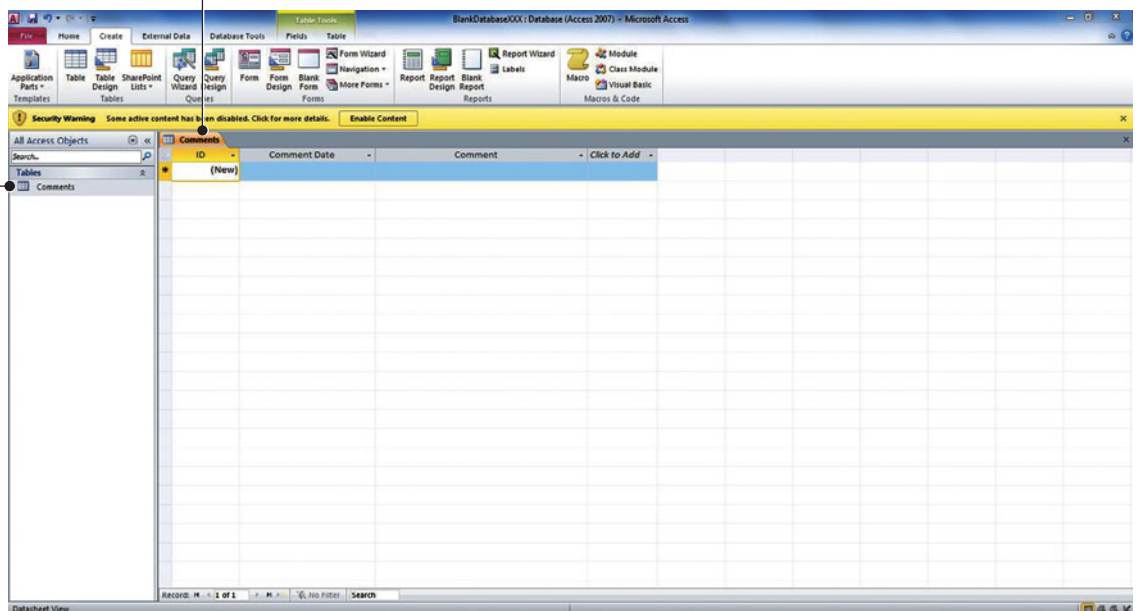 Table Tools
BlankDatabaseXXX : Database (Access 2007) - Microsoft Access
File Home Create External Data Database Tools Fields Table
Application Parts
Table
Table Design
SharePoint Lists
Query Wizard
Query Design
Form
Form Design
Blank Form
Form Wizard
Navigation
More Forms
Report
Report Design
Blank Report
Report Wizard
Labels
Macro
Module
Class Module
Visual Basic
Templates Tables Queries Forms Reports Macros & Code
Security Warning Some active content has been disabled. Click for more details. Enable Content
All Access Objects
Comments
Search...
ID Comment Date Comment Click to Add
Tables
(New)
Comments
Record: 1 of 1 No Filter Search
Datasheet View